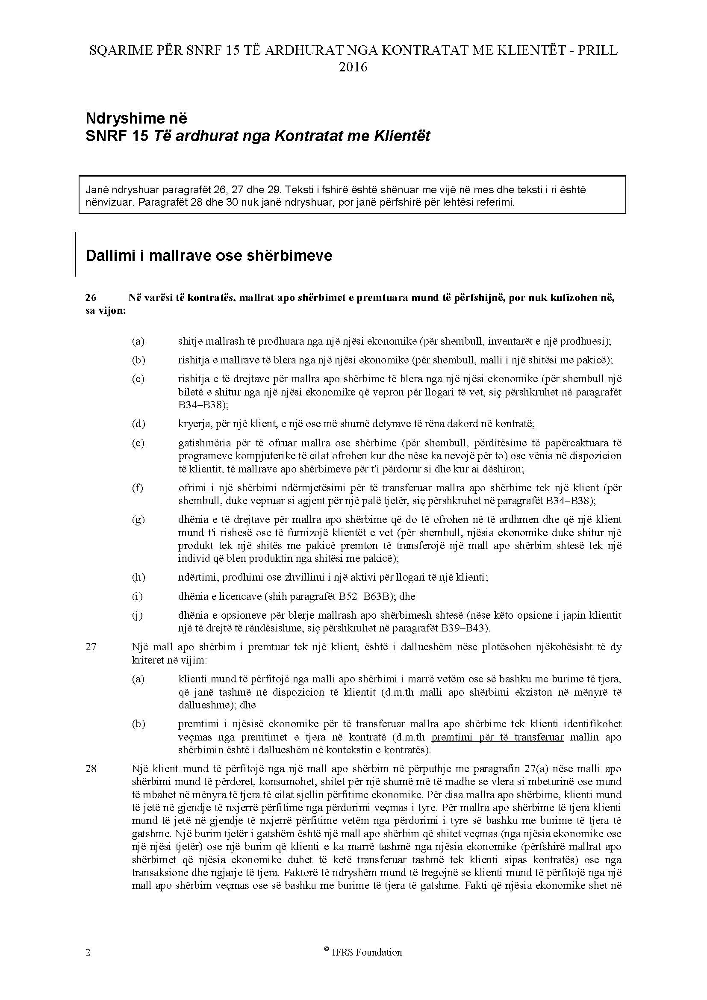 SQARIME PËR SNRF 15 TË ARDHURAT NGA KONTRATAT ME KLIENTËT - PRILL
2016
Ndryshime në
SNRF 15 Të ardhurat nga Kontratat me Klientët
Janë ndryshuar paragrafët 26, 27 dhe 29. Teksti i fshirë është shënuar me vijë në mes dhe teksti i ri është
nënvizuar. Paragrafët 28 dhe 30 nuk janë ndryshuar, por janë përfshirë për lehtësi referimi.
Dallimi i mallrave ose shërbimeve
26 Në varësi të kontratës, mallrat apo shërbimet e premtuara mund të përfshijnë, por nuk kufizohen në,
sa vijon:
(a) shitje mallrash të prodhuara nga një njësi ekonomike (për shembull, inventarët e një prodhuesi);
(b) rishitja e mallrave të blera nga një njësi ekonomike (për shembull, malli i një shitësi me pakicë);
(c) rishitja e të drejtave për mallra apo shërbime të blera nga një njësi ekonomike (për shembull një
biletë e shitur nga një njësi ekonomike që vepron për llogari të vet, siç përshkruhet në paragrafët
B34–B38);
(d) kryerja, për një klient, e një ose më shumë detyrave të rëna dakord në kontratë;
(e) gatishmëria për të ofruar mallra ose shërbime (për shembull, përditësime të papërcaktuara të
programeve kompjuterike të cilat ofrohen kur dhe nëse ka nevojë për to) ose vënia në dispozicion
të klientit, të mallrave apo shërbimeve për t'i përdorur si dhe kur ai dëshiron;
(f) ofrimi i një shërbimi ndërmjetësimi për të transferuar mallra apo shërbime tek një klient (për
shembull, duke vepruar si agjent për një palë tjetër, siç përshkruhet në paragrafët B34–B38);
(g) dhënia e të drejtave për mallra apo shërbime që do të ofrohen në të ardhmen dhe që një klient
mund t'i rishesë ose të furnizojë klientët e vet (për shembull, njësia ekonomike duke shitur një
produkt tek një shitës me pakicë premton të transferojë një mall apo shërbim shtesë tek një
individ që blen produktin nga shitësi me pakicë);
(h) ndërtimi, prodhimi ose zhvillimi i një aktivi për llogari të një klienti;
(i) dhënia e licencave (shih paragrafët B52–B63B); dhe
(j) dhënia e opsioneve për blerje mallrash apo shërbimesh shtesë (nëse këto opsione i japin klientit
një të drejtë të rëndësishme, siç përshkruhet në paragrafët B39–B43).
27 Një mall apo shërbim i premtuar tek një klient, është i dallueshëm nëse plotësohen njëkohësisht të dy
kriteret në vijim:
(a) klienti mund të përfitojë nga malli apo shërbimi i marrë vetëm ose së bashku me burime të tjera,
që janë tashmë në dispozicion të klientit (d.m.th malli apo shërbimi ekziston në mënyrë të
dallueshme); dhe
(b) premtimi i njësisë ekonomike për të transferuar mallra apo shërbime tek klienti identifikohet
veçmas nga premtimet e tjera në kontratë (d.m.th premtimi për të transferuar mallin apo
shërbimin është i dallueshëm në kontekstin e kontratës).
28 Një klient mund të përfitojë nga një mall apo shërbim në përputhje me paragrafin 27(a) nëse malli apo
shërbimi mund të përdoret, konsumohet, shitet për një shumë më të madhe se vlera si mbeturinë ose mund
të mbahet në mënyra të tjera të cilat sjellin përfitime ekonomike. Për disa mallra apo shërbime, klienti mund
të jetë në gjendje të nxjerrë përfitime nga përdorimi veçmas i tyre. Për mallra apo shërbime të tjera klienti
mund të jetë në gjendje të nxjerrë përfitime vetëm nga përdorimi i tyre së bashku me burime të tjera të
gatshme. Një burim tjetër i gatshëm është një mall apo shërbim që shitet veçmas (nga njësia ekonomike ose
një njësi tjetër) ose një burim që klienti e ka marrë tashmë nga njësia ekonomike (përfshirë mallrat apo
shërbimet që njësia ekonomike duhet të ketë transferuar tashmë tek klienti sipas kontratës) ose nga
transaksione dhe ngjarje të tjera. Faktorë të ndryshëm mund të tregojnë se klienti mund të përfitojë nga një
mall apo shërbim veçmas ose së bashku me burime të tjera të gatshme. Fakti që njësia ekonomike shet në
2 © IFRS Foundation